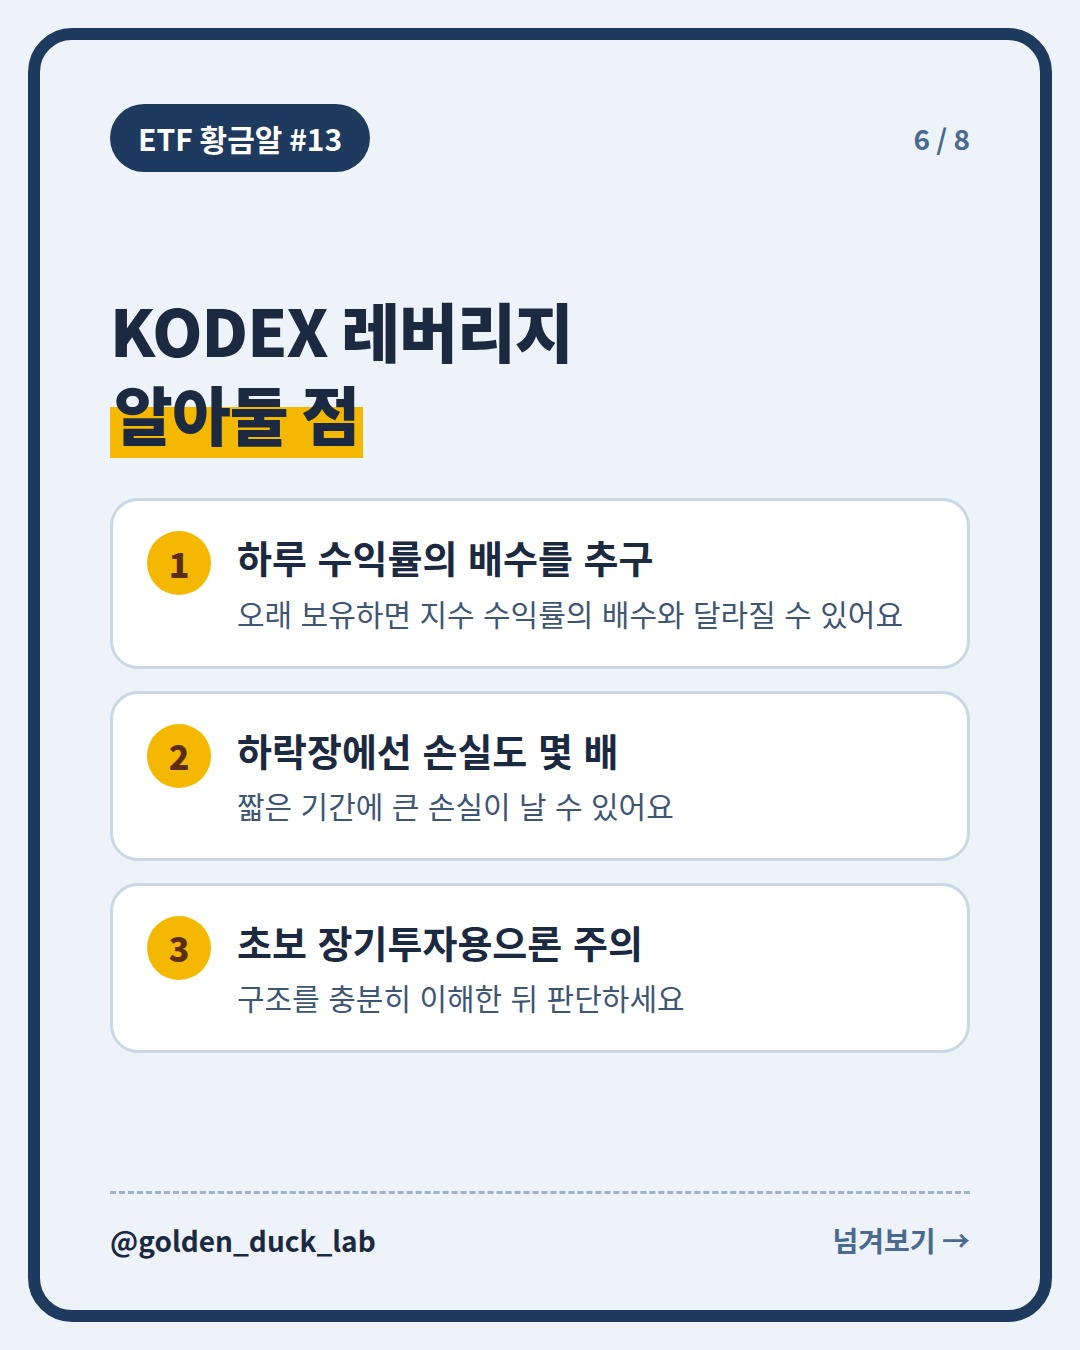 ETF 황금알 #13
6 / 8
KODEX 레버리지
알아둘 점
1
하루 수익률의 배수를 추구
오래 보유하면 지수 수익률의 배수와 달라질 수 있어요
2
하락장에선 손실도 몇 배
짧은 기간에 큰 손실이 날 수 있어요
3
초보 장기투자용으론 주의
구조를 충분히 이해한 뒤 판단하세요
@golden_duck_lab
넘겨보기 →